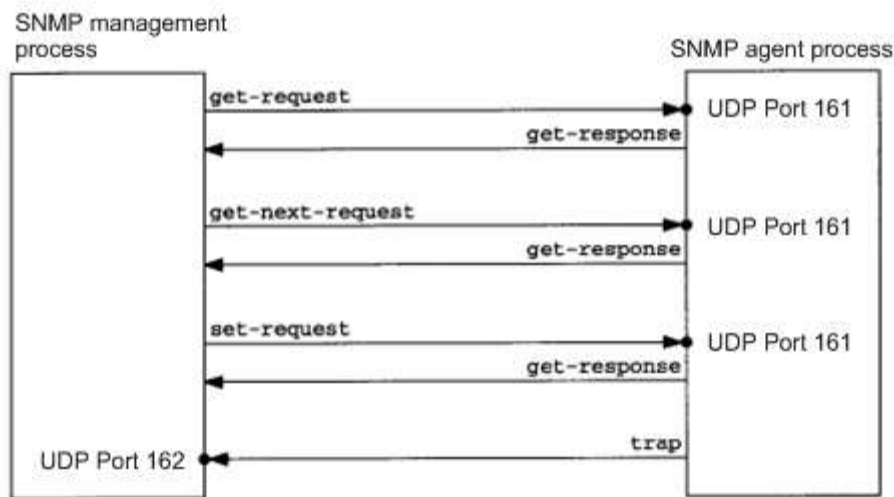 SNMP management
process
SNMP agent process
get-request
UDP Port 161
get-response
get-next-request
UDP Port 161
get-response
set-request
UDP Port 161
get-response
trap
UDP Port 162